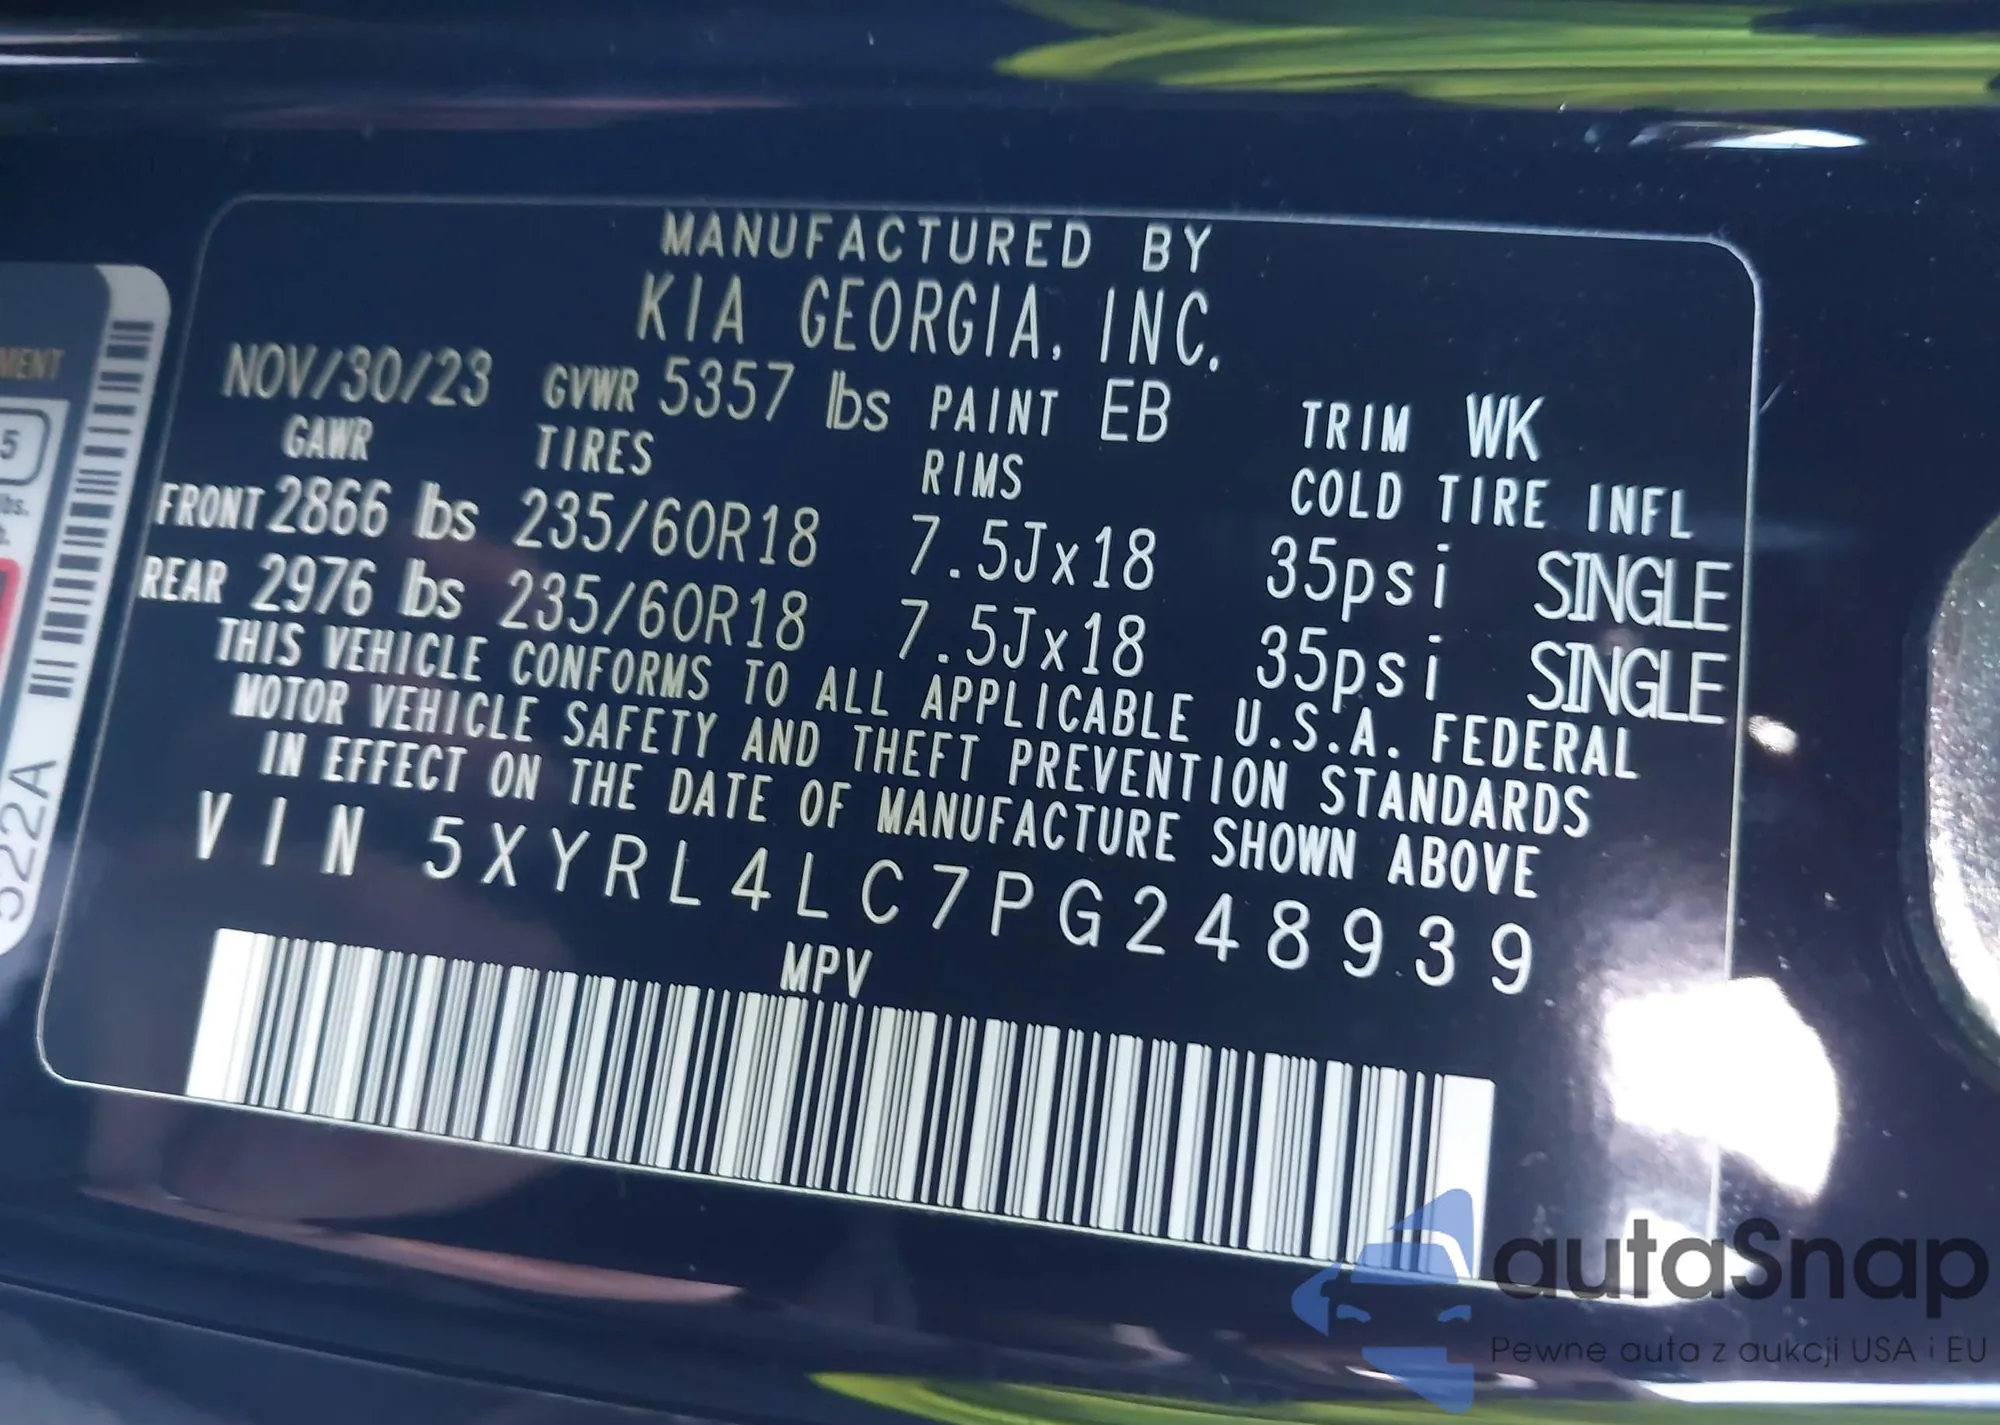 MANUFACTURED BY
KIA GEORGIA, INC.
NOV/30/23 GVWR 5357 lbs PAINT EB TRIM WK
GAWR TIRES RIMS COLD TIRE INFL
FRONT 2866 lbs 235/60R18 7.5Jx18 35psi SINGLE
REAR 2976 lbs 235/60R18 7.5Jx18 35psi SINGLE
THIS VEHICLE CONFORMS TO ALL APPLICABLE U.S.A. FEDERAL
MOTOR VEHICLE SAFETY AND THEFT PREVENTION STANDARDS
IN EFFECT ON THE DATE OF MANUFACTURE SHOWN ABOVE
VIN 5XYRL4LC7PG248939
MPV
5
lbs.
522A
autaSnap
Pewne auta z aukcji USA i EU